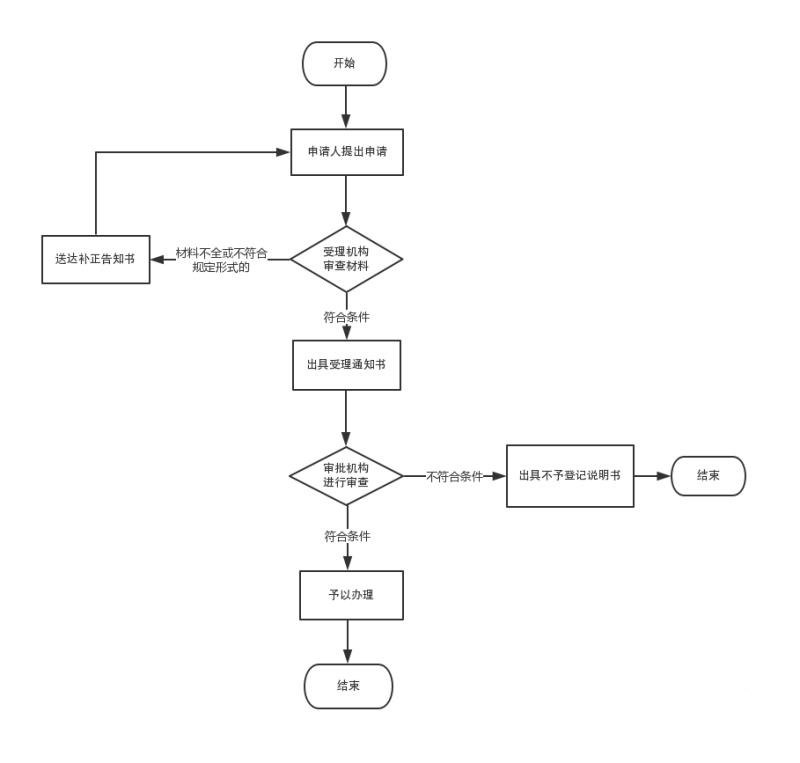 开始
申请人提出申请
送达补正告知书
材料不全或不符合
规定形式的
受理机构
审查材料
符合条件
出具受理通知书
审批机构
进行审查
不符合条件
出具不予登记说明书
结束
符合条件
予以办理
结束